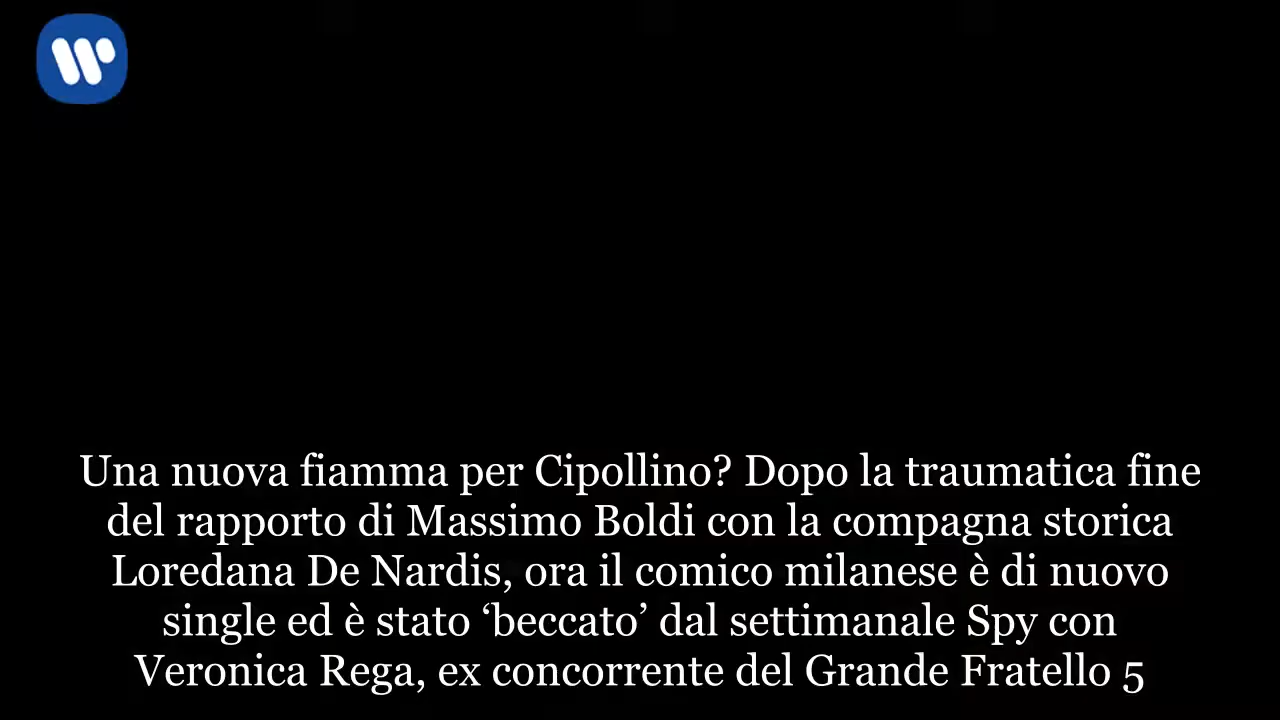 Una nuova fiamma per Cipollino? Dopo la traumatica fine
del rapporto di Massimo Boldi con la compagna storica
Loredana De Nardis, ora il comico milanese è di nuovo
single ed è stato ‘beccato’ dal settimanale Spy con
Veronica Rega, ex concorrente del Grande Fratello 5